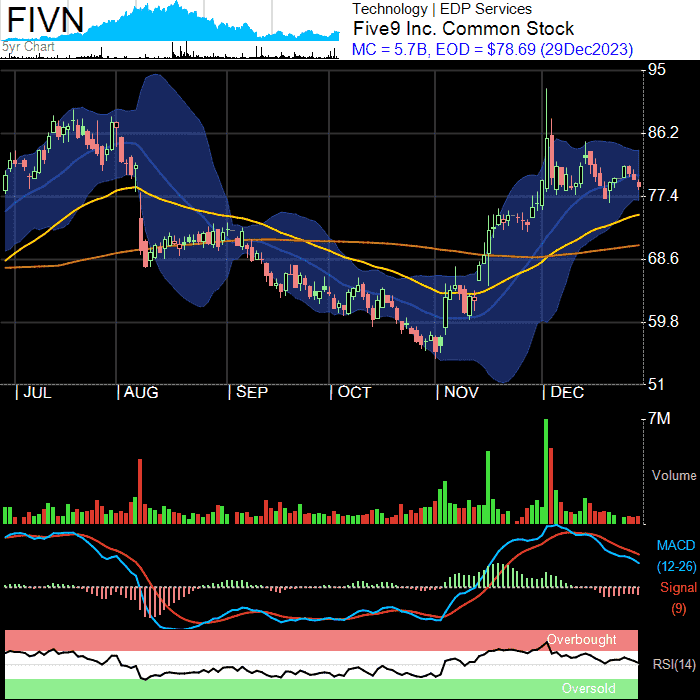 FIVN
5yr Chart
Technology | EDP Services
Five9 Inc. Common Stock
MC = 5.7B, EOD = $78.69 (29Dec2023)
95
86.2
77.4
68.6
59.8
51
| JUL | AUG | SEP | OCT | NOV | DEC
7M
Volume
MACD
(12-26)
Signal
(9)
Overbought
RSI(14)
Oversold